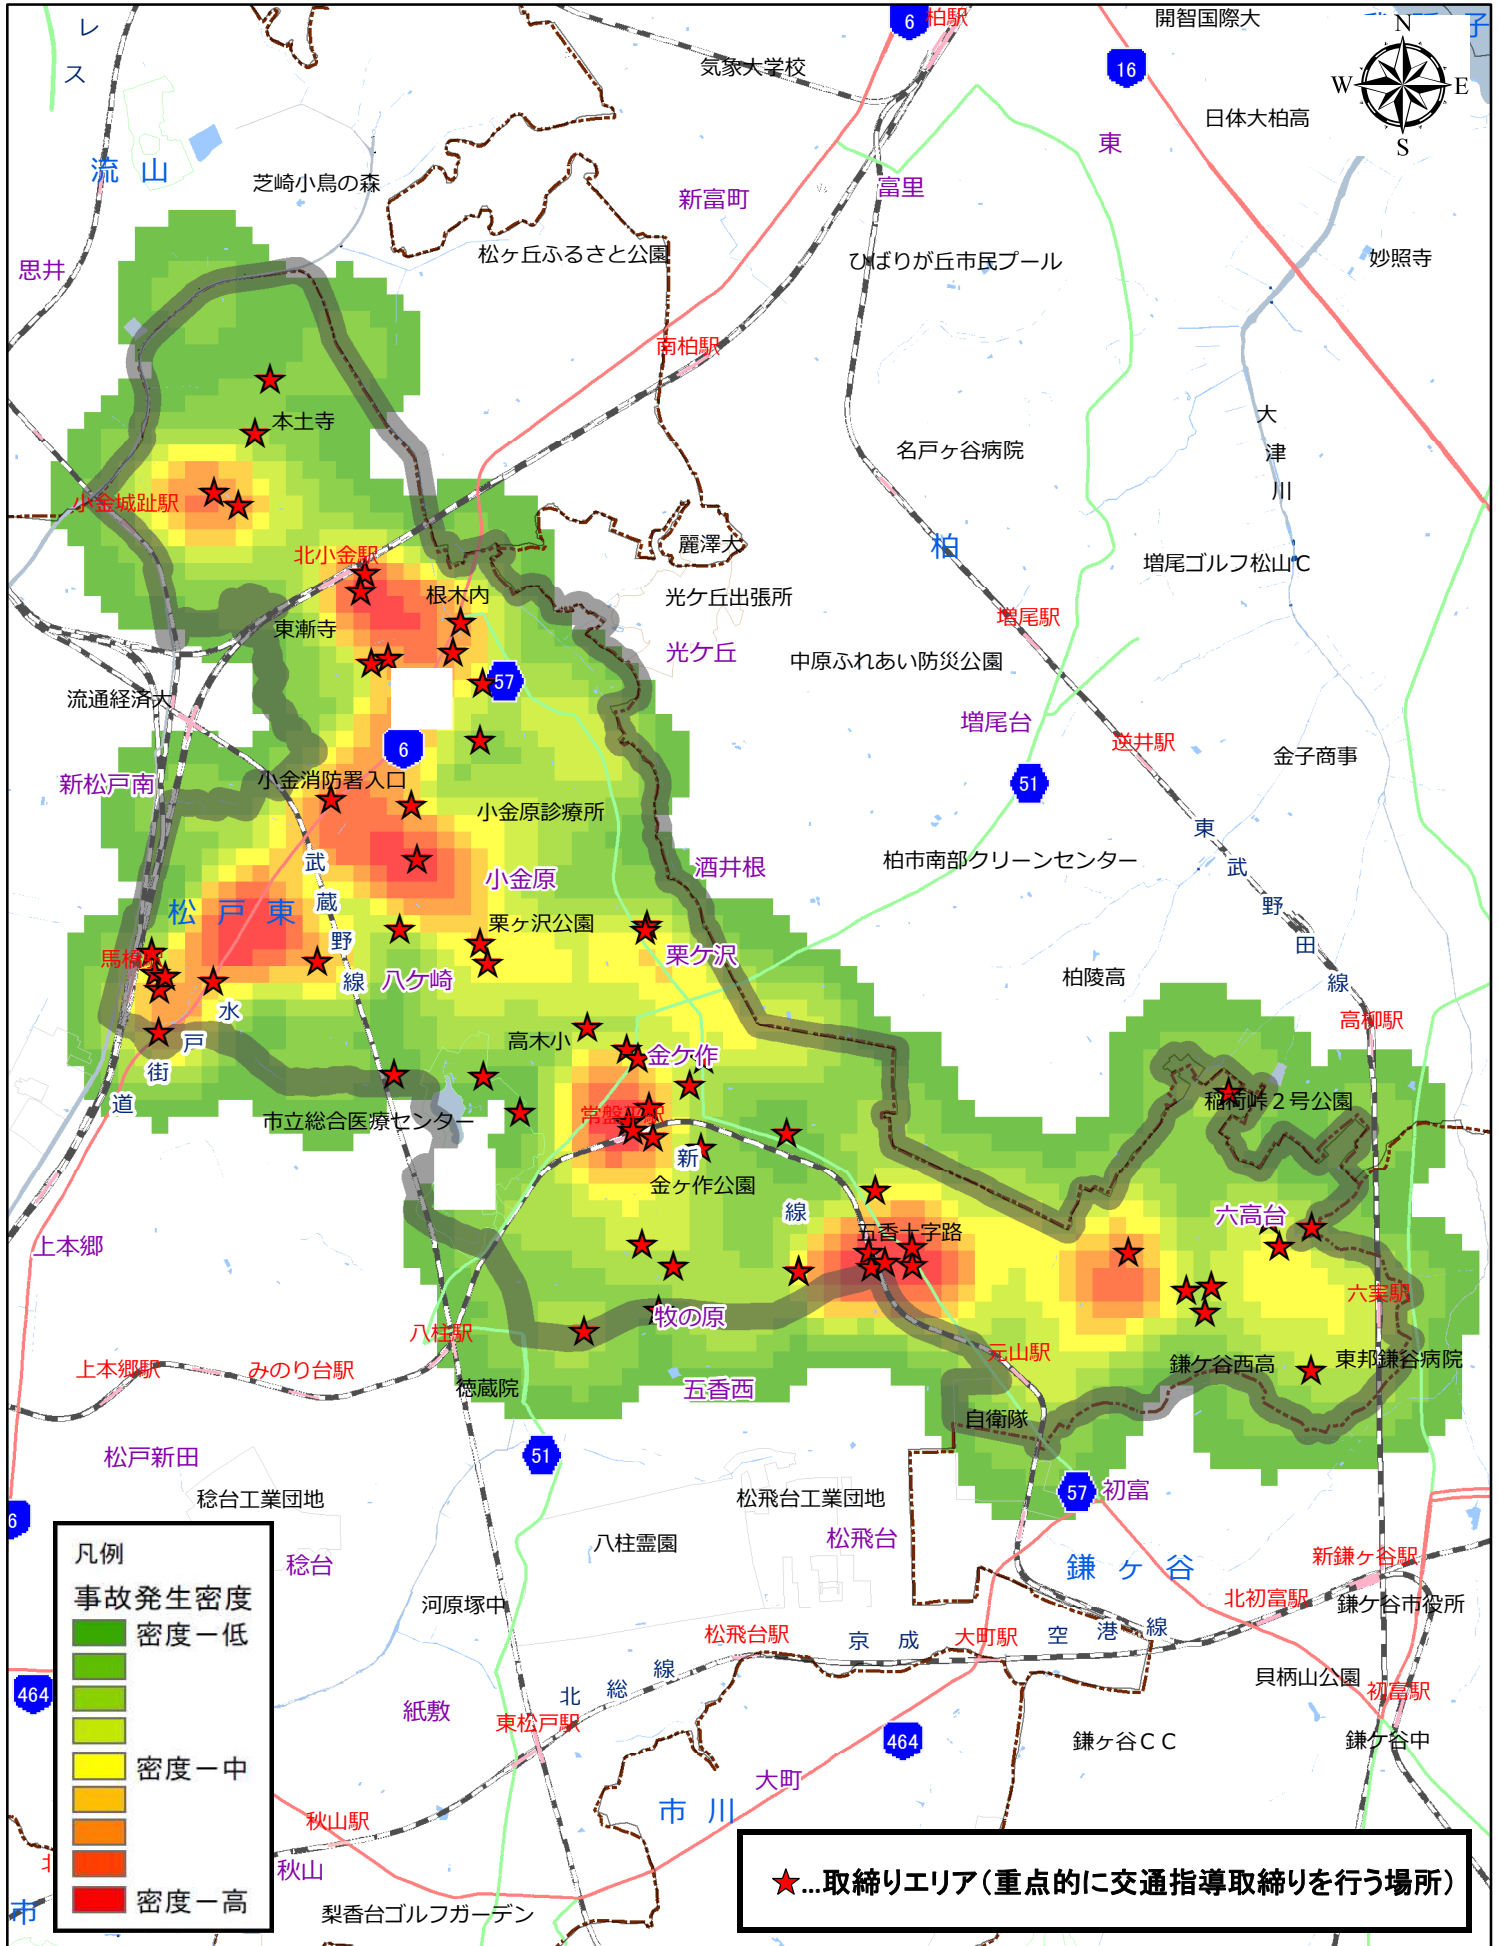 レ
ス
6
柏駅
開智国際大
子
N
W
E
S
気象大学校
16
日体大柏高
東
流 山
芝崎小鳥の森
新富町
富里
思井
松ヶ丘ふるさと公園
ひばりが丘市民プール
妙照寺
南柏駅
本土寺
大
津
川
名戸ヶ谷病院
小金城趾駅
北小金駅
麗澤大
柏
増尾ゴルフ松山C
根木内
光ケ丘出張所
東漸寺
増尾駅
光ケ丘
中原ふれあい防災公園
流通経済大
57
増尾台
6
逆井駅
新松戸南
小金消防署入口
金子商事
51
小金原診療所
東
武
野
田
線
武
蔵
野
線
酒井根
柏市南部クリーンセンター
小金原
松 戸 東
栗ヶ沢公園
馬橋駅
栗ケ沢
八ケ崎
柏陵高
水
戸
街
道
高木小
高柳駅
金ケ作
稲荷峠2号公園
市立総合医療センター
常盤平駅
新
金ヶ作公園
線
六高台
五香十字路
上本郷
六実駅
牧の原
八柱駅
元山駅
上本郷駅
みのり台駅
鎌ケ谷西高
東邦鎌谷病院
徳蔵院
五香西
自衛隊
松戸新田
51
57
初富
稔台工業団地
松飛台工業団地
6
八柱霊園
松飛台
稔台
鎌 ヶ 谷
新鎌ヶ谷駅
河原塚中
北初富駅
鎌ケ谷市役所
松飛台駅
京 成
大町駅
空 港 線
北 総 線
貝柄山公園
初富駅
464
紙敷
東松戸駅
464
鎌ヶ谷CC
鎌ケ谷中
大町
市 川
秋山駅
秋山
梨香台ゴルフガーデン
市
凡例
事故発生密度
密度－低
密度－中
密度－高
★…取締りエリア（重点的に交通指導取締りを行う場所）